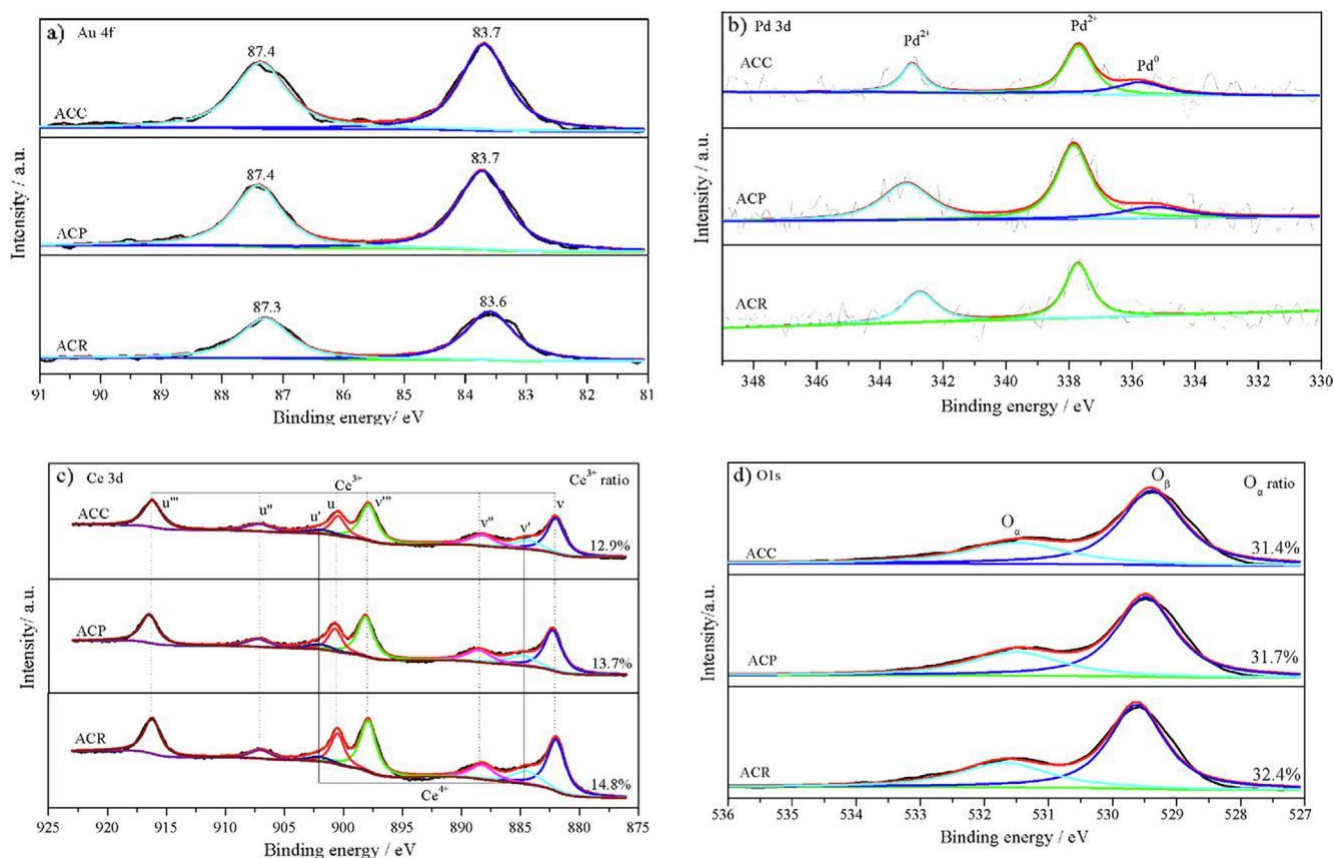 a) Au 4f
87.4
83.7
ACC
87.4
83.7
ACP
87.3
83.6
ACR
Intensity / a.u.
91 90 89 88 87 86 85 84 83 82 81
Binding energy/ eV
b) Pd 3d
Pd²⁺
Pd²⁺
Pd⁰
ACC
ACP
ACR
Intensity / a.u.
348 346 344 342 340 338 336 334 332 330
Binding energy / eV
c) Ce 3d
Ce³⁺
Ce³⁺ ratio
u''' u'' u' u v''' v'' v' v
ACC
12.9%
ACP
13.7%
ACR
14.8%
Ce⁴⁺
Intensity/ a.u.
925 920 915 910 905 900 895 890 885 880 875
Binding energy / eV
d) O1s
Oα
Oβ
Oα ratio
ACC
31.4%
ACP
31.7%
ACR
32.4%
Intensity/a.u.
536 535 534 533 532 531 530 529 528 527
Binding energy / eV